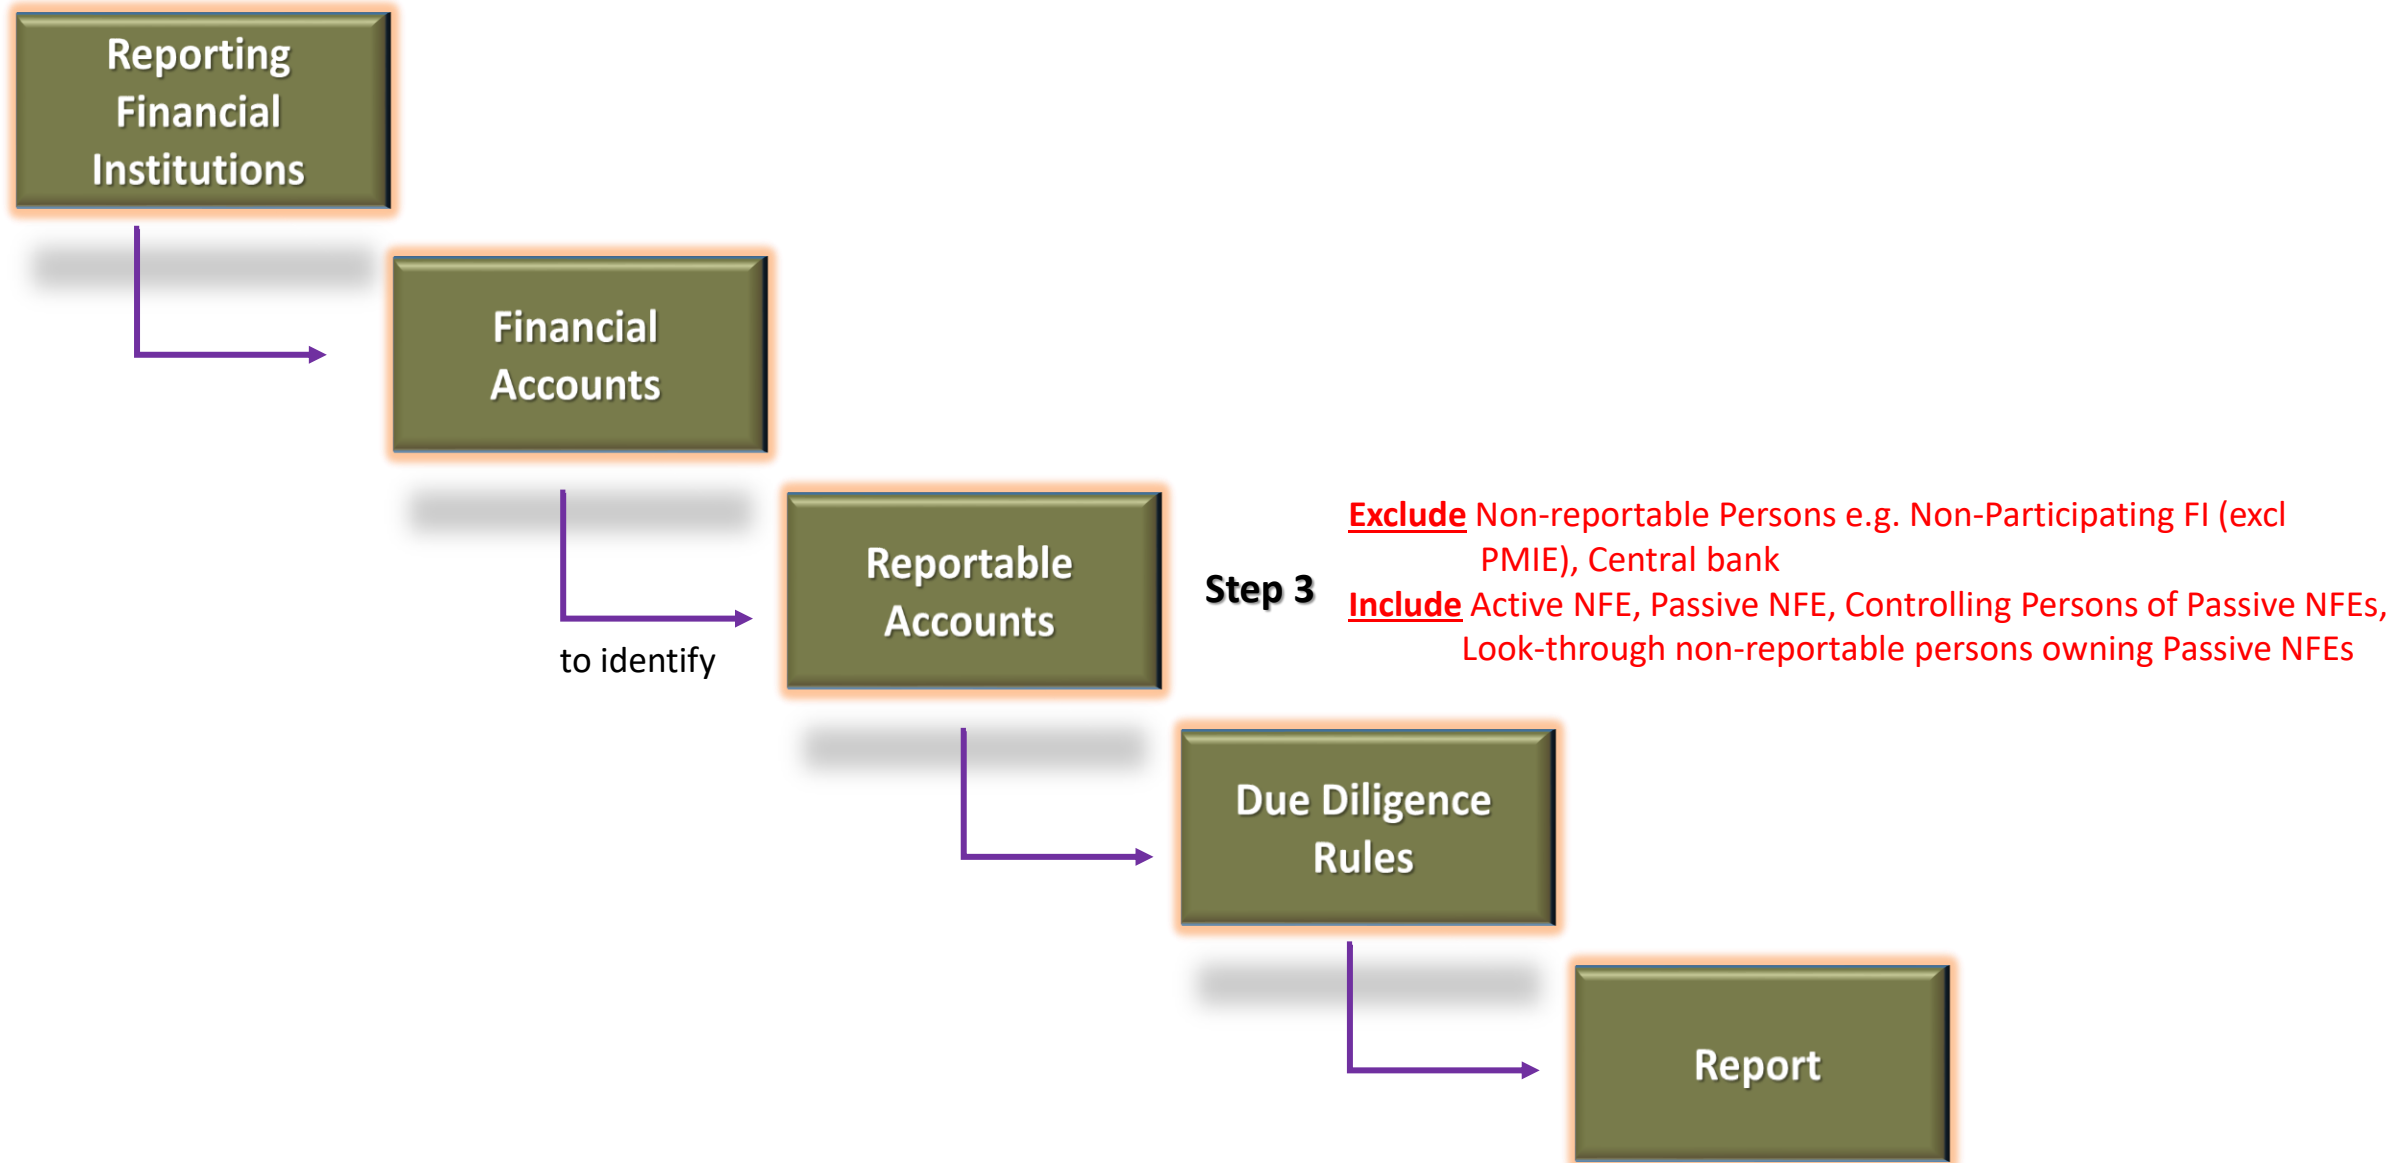 Reporting
Financial
Institutions
Financial
Accounts
to identify
Reportable
Accounts
Step 3
Exclude Non-reportable Persons e.g. Non-Participating FI (excl
PMIE), Central bank
Include Active NFE, Passive NFE, Controlling Persons of Passive NFEs,
Look-through non-reportable persons owning Passive NFEs
Due Diligence
Rules
Report